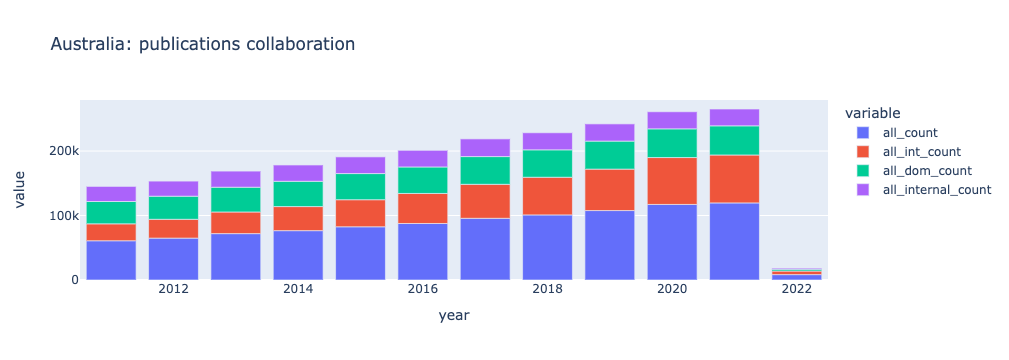 Australia: publications collaboration
variable
all_count
all_int_count
all_dom_count
all_internal_count
value
200k
100k
0
2012
2014
2016
2018
2020
2022
year